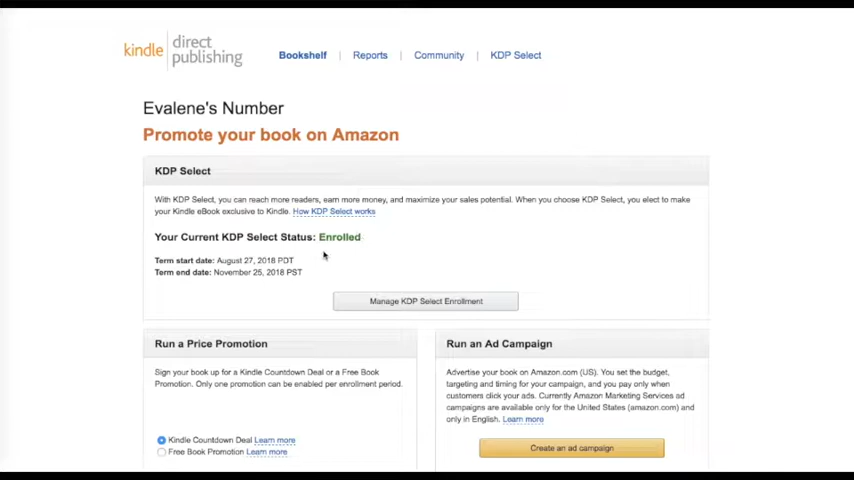 kindle direct publishing
Bookshelf | Reports | Community | KDP Select
Evalene's Number
Promote your book on Amazon
KDP Select
With KDP Select, you can reach more readers, earn more money, and maximize your sales potential. When you choose KDP Select, you elect to make
your Kindle eBook exclusive to Kindle. How KDP Select works
Your Current KDP Select Status: Enrolled
Term start date: August 27, 2018 PDT
Term end date: November 25, 2018 PST
Manage KDP Select Enrollment
Run a Price Promotion
Sign your book up for a Kindle Countdown Deal or a Free Book
Promotion. Only one promotion can be enabled per enrollment period.
Kindle Countdown Deal Learn more
Free Book Promotion Learn more
Run an Ad Campaign
Advertise your book on Amazon.com (US). You set the budget,
targeting and timing for your campaign, and you pay only when
customers click your ads. Currently Amazon Marketing Services ad
campaigns are available only for the United States (amazon.com) and
only in English. Learn more
Create an ad campaign